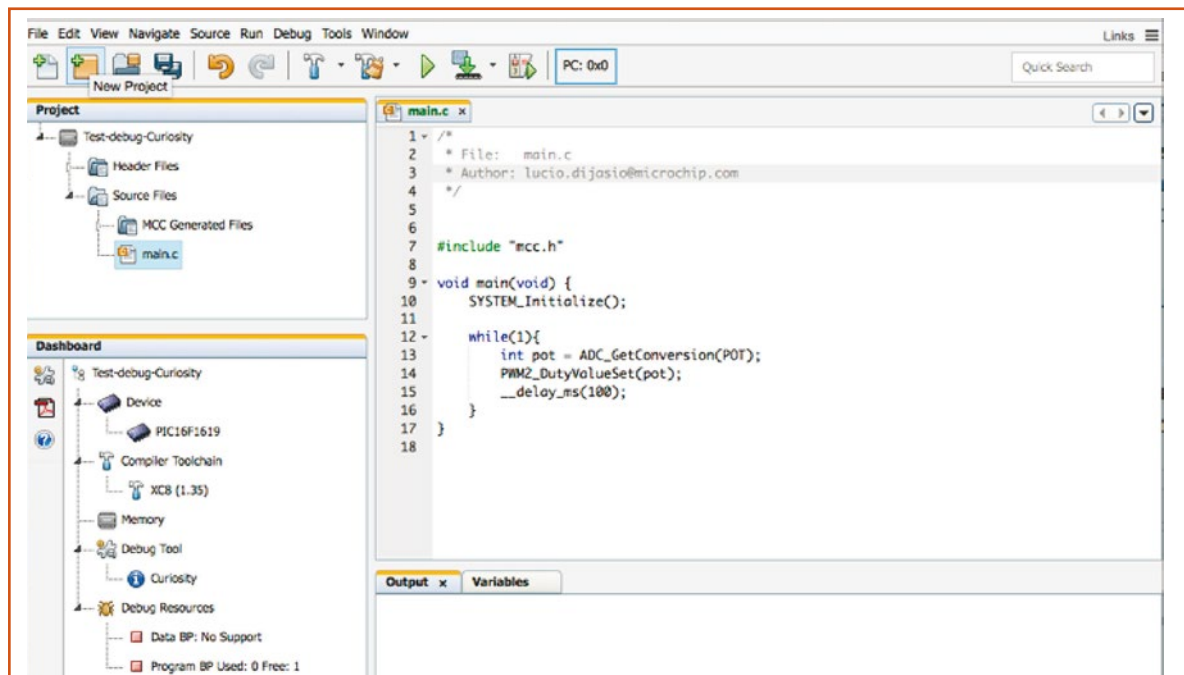 File Edit View Navigate Source Run Debug Tools Window
Links
PC: 0x0
Quick Search
New Project
Project
Test-debug-Curiosity
Header Files
Source Files
MCC Generated Files
main.c
Dashboard
Test-debug-Curiosity
Device
PIC16F1619
Compiler Toolchain
XC8 (1.35)
Memory
Debug Tool
Curiosity
Debug Resources
Data BP: No Support
Program BP Used: 0 Free: 1
main.c x
1 /*
2 * File: main.c
3 * Author: lucio.dijasio@microchip.com
4 */
5
6
7 #include "mcc.h"
8
9 void main(void) {
10 SYSTEM_Initialize();
11
12 while(1){
13 int pot = ADC_GetConversion(POT);
14 PWM2_DutyValueSet(pot);
15 __delay_ms(100);
16 }
17 }
18
Output x Variables